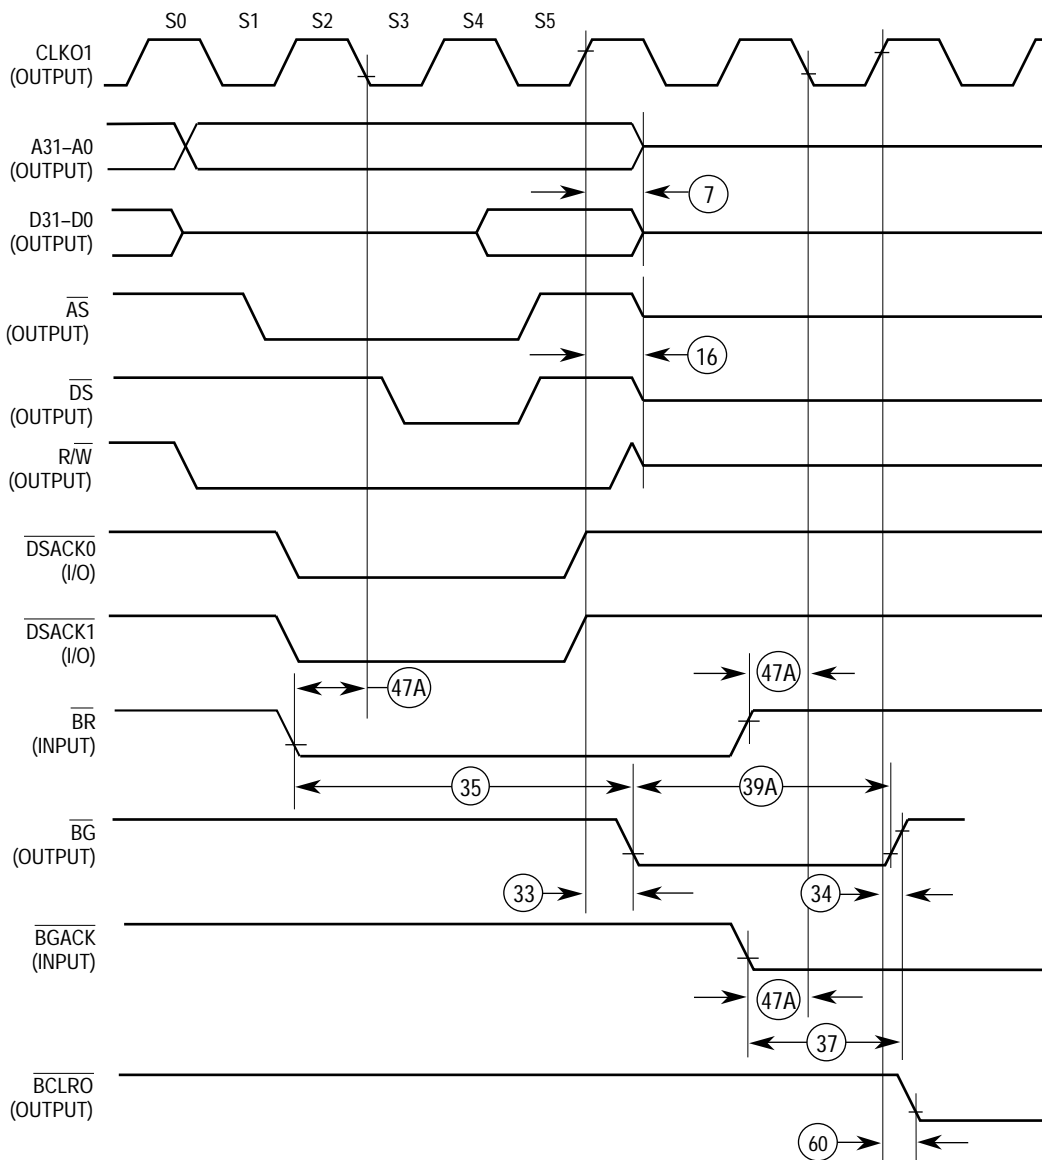 S0 S1 S2 S3 S4 S5
CLKO1
(OUTPUT)
A31–A0
(OUTPUT)
7
D31–D0
(OUTPUT)
AS
(OUTPUT)
16
DS
(OUTPUT)
R/W
(OUTPUT)
DSACK0
(I/O)
DSACK1
(I/O)
47A
47A
BR
(INPUT)
35
39A
BG
(OUTPUT)
33
34
BGACK
(INPUT)
47A
37
BCLRO
(OUTPUT)
60